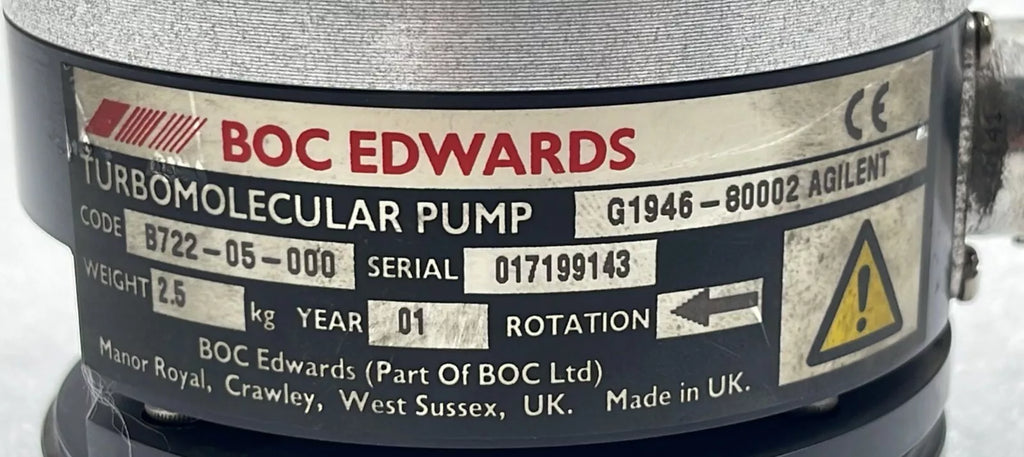 BOC EDWARDS CE
TURBOMOLECULAR PUMP G1946-80002 AGILENT
CODE B722-05-000 SERIAL 017199143
WEIGHT 2.5 kg YEAR 01 ROTATION
BOC Edwards (Part Of BOC Ltd)
Manor Royal, Crawley, West Sussex, UK. Made in UK.